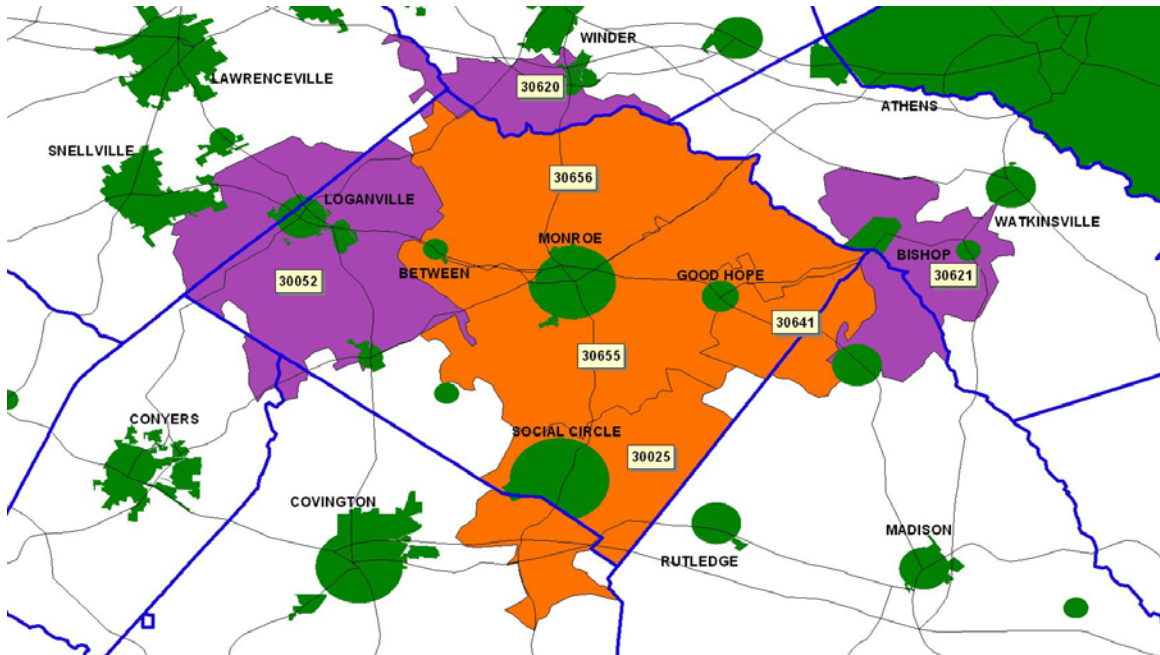 WINDER
LAWRENCEVILLE
30620
ATHENS
SNELLVILLE
30656
LOGANVILLE
WATKINSVILLE
MONROE
BISHOP
BETWEEN
GOOD HOPE
30621
30052
30641
30655
CONYERS
SOCIAL CIRCLE
30025
COVINGTON
MADISON
RUTLEDGE